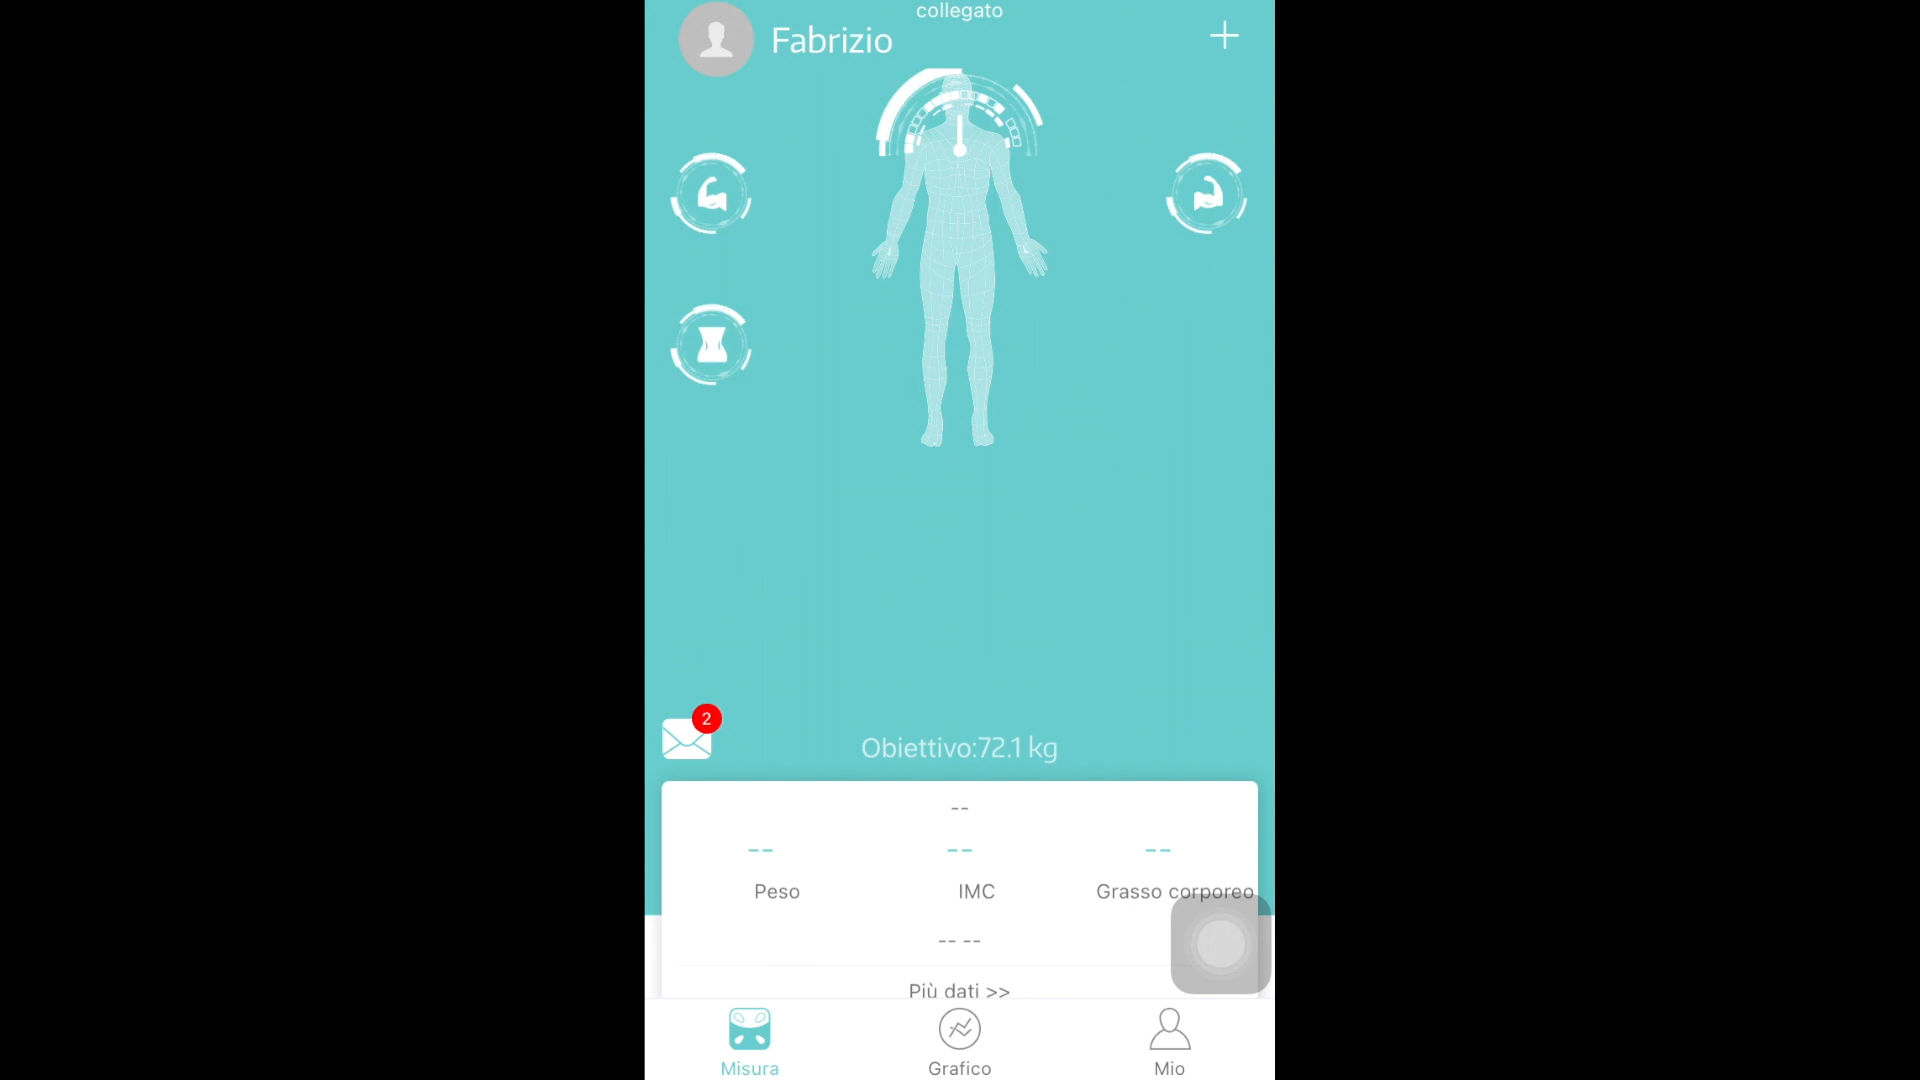 collegato
Fabrizio
2
Obiettivo:72.1 kg
--
-- -- --
Peso IMC Grasso corporeo
-- --
Più dati >>
Misura Grafico Mio